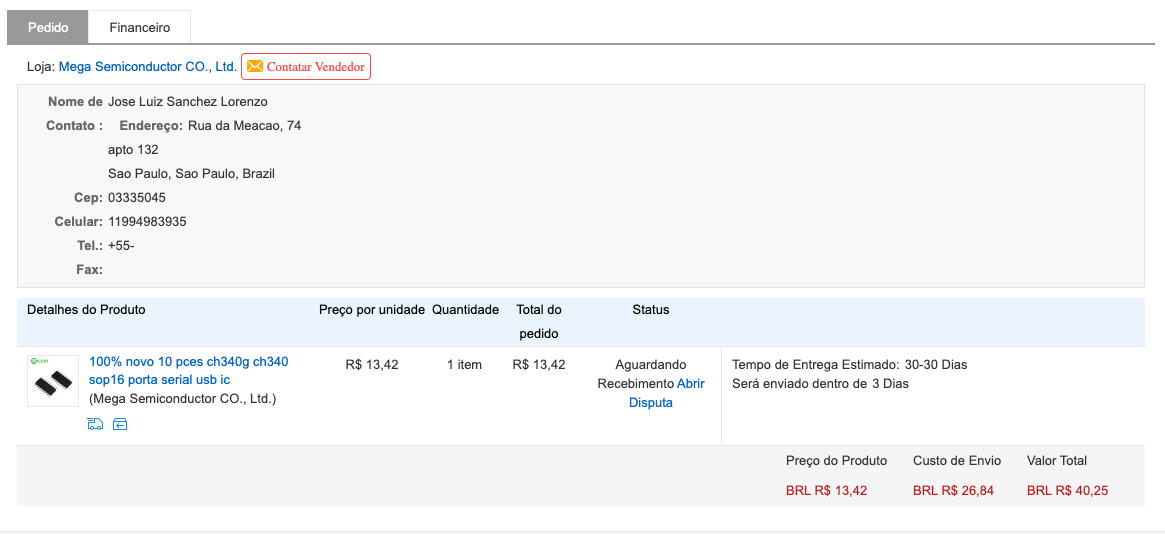 Pedido
Financeiro
Loja: Mega Semiconductor CO., Ltd. Contatar Vendedor
Nome de Jose Luiz Sanchez Lorenzo
Contato : Endereço: Rua da Meacao, 74
apto 132
Sao Paulo, Sao Paulo, Brazil
Cep: 03335045
Celular: 11994983935
Tel.: +55-
Fax:
Detalhes do Produto Preço por unidade Quantidade Total do pedido Status
100% novo 10 pces ch340g ch340
sop16 porta serial usb ic
(Mega Semiconductor CO., Ltd.)
R$ 13,42
1 item
R$ 13,42
Aguardando
Recebimento Abrir
Disputa
Tempo de Entrega Estimado: 30-30 Dias
Será enviado dentro de 3 Dias
Preço do Produto Custo de Envio Valor Total
BRL R$ 13,42 BRL R$ 26,84 BRL R$ 40,25